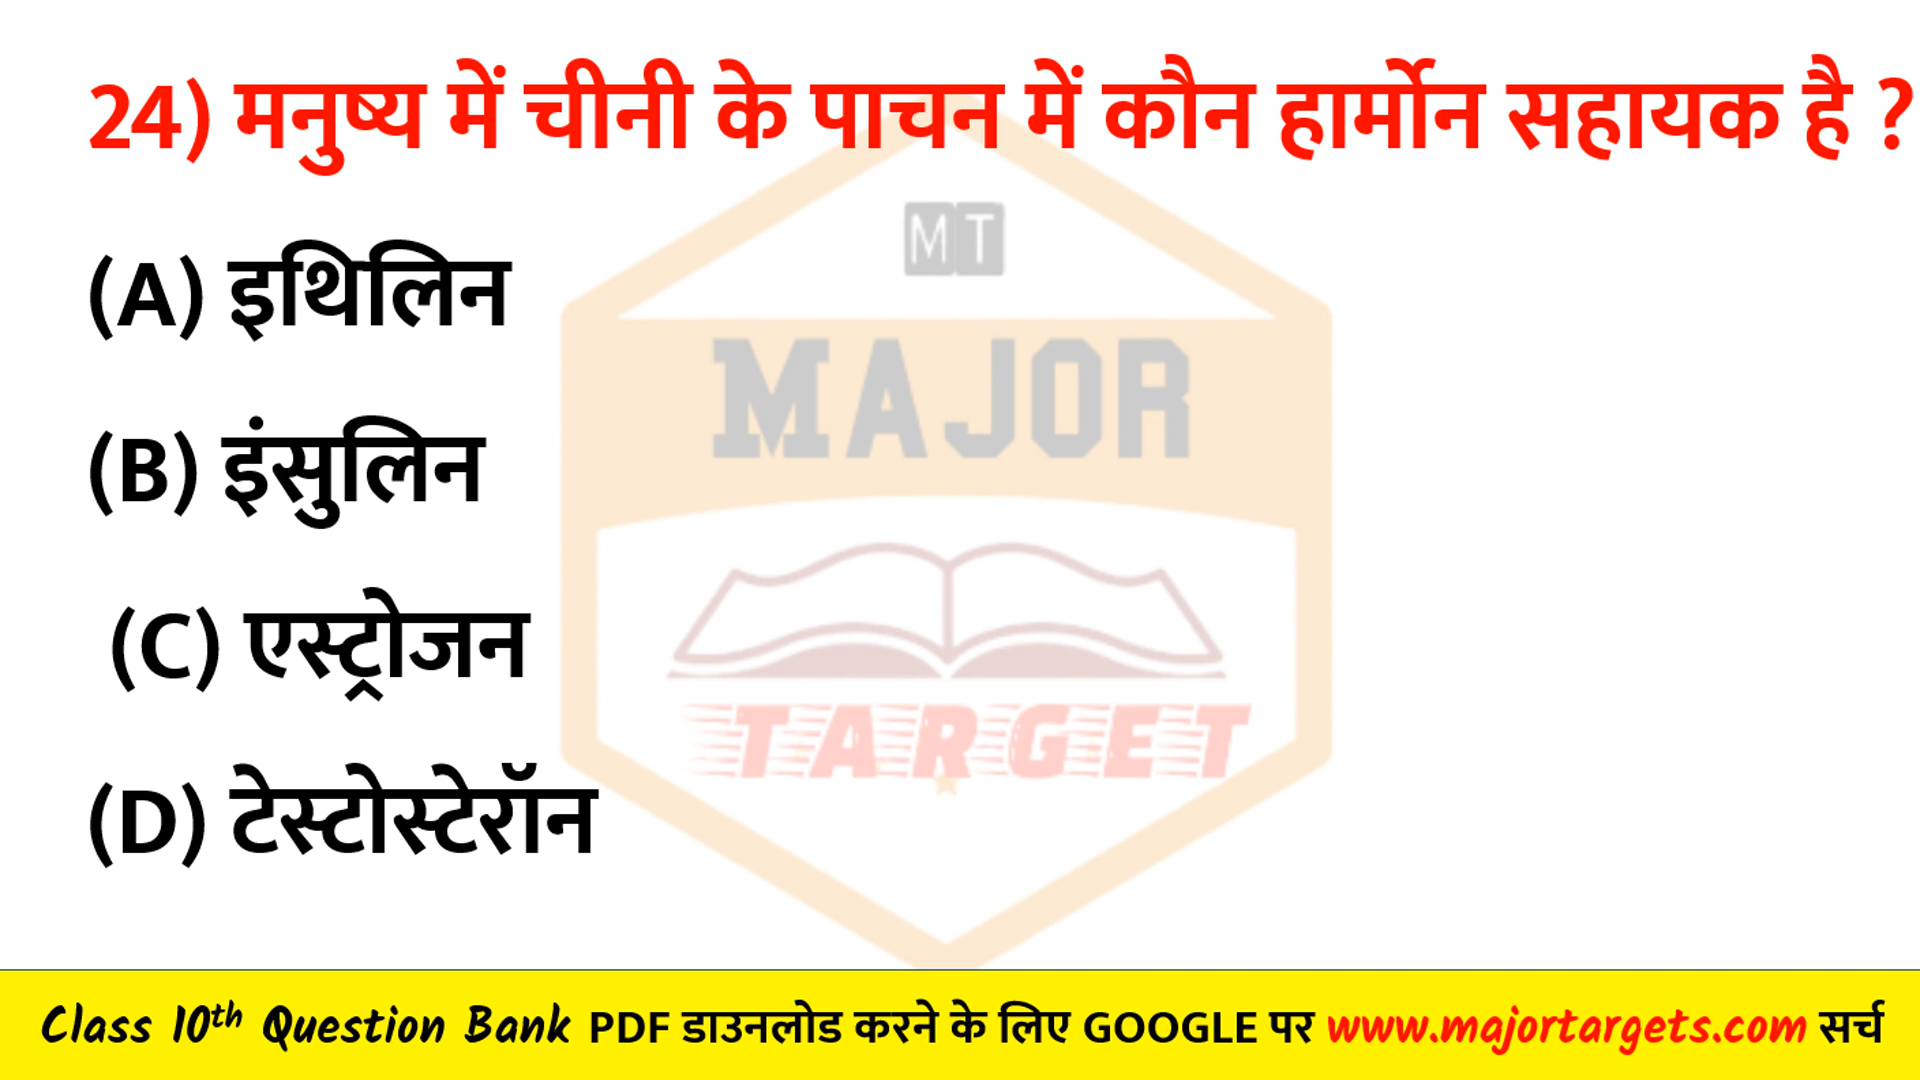 24) मनुष्य में चीनी के पाचन में कौन हार्मोन सहायक है ?
MT
(A) इथिलिन
MAJOR
(B) इंसुलिन
(C) एस्ट्रोजन
TARGET
(D) टेस्टोस्टेरॉन
Class 10th Question Bank PDF डाउनलोड करने के लिए GOOGLE पर www.majortargets.com सर्च